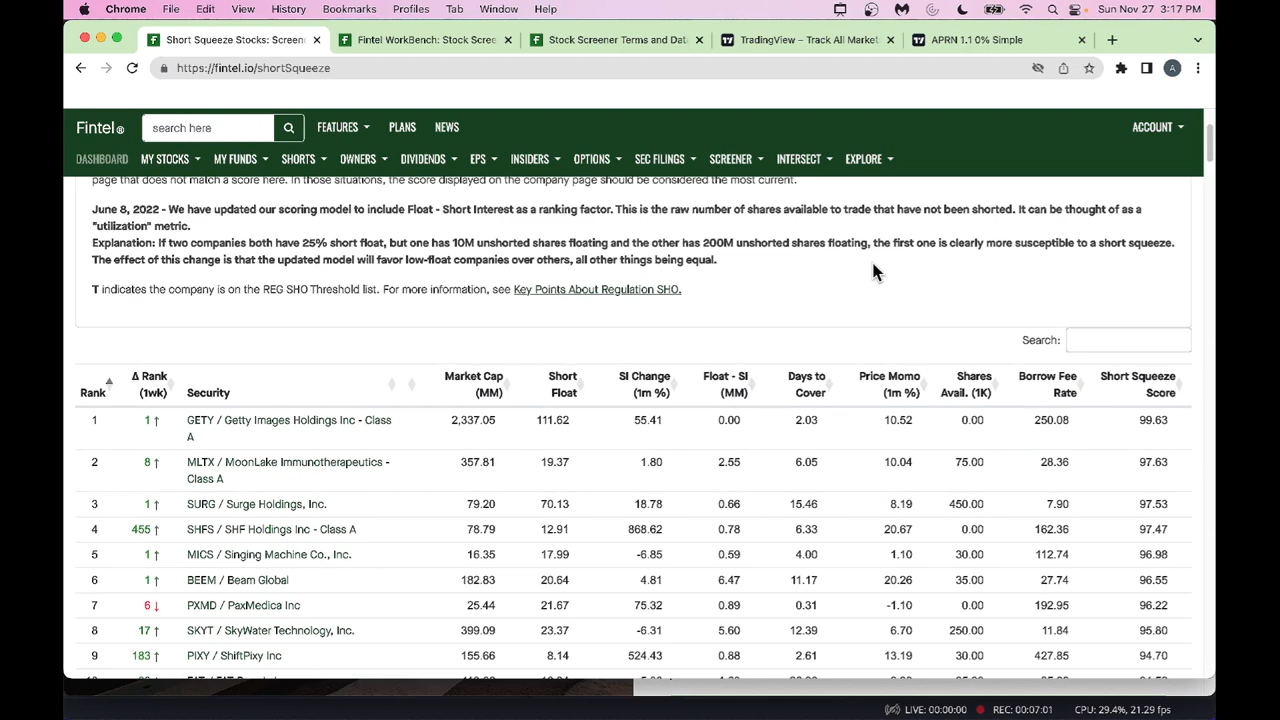 Chrome File Edit View History Bookmarks Profiles Tab Window Help Sun Nov 27 3:17 PM
Short Squeeze Stocks: Screen Fintel WorkBench: Stock Scree Stock Screener Terms and Dat TradingView – Track All Market APRN 1.1 0% Simple
https://fintel.io/shortSqueeze A
Fintel® search here FEATURES PLANS NEWS ACCOUNT
DASHBOARD MY STOCKS MY FUNDS SHORTS OWNERS DIVIDENDS EPS INSIDERS OPTIONS SEC FILINGS SCREENER INTERSECT EXPLORE
page that does not match a score here. In those situations, the score displayed on the company page should be considered the most current.
June 8, 2022 - We have updated our scoring model to include Float - Short Interest as a ranking factor. This is the raw number of shares available to trade that have not been shorted. It can be thought of as a
"utilization" metric.
Explanation: If two companies both have 25% short float, but one has 10M unshorted shares floating and the other has 200M unshorted shares floating, the first one is clearly more susceptible to a short squeeze.
The effect of this change is that the updated model will favor low-float companies over others, all other things being equal.
T indicates the company is on the REG SHO Threshold list. For more information, see Key Points About Regulation SHO.
Search:
Rank Δ Rank (1wk) Security Market Cap (MM) Short Float SI Change (1m %) Float - SI (MM) Days to Cover Price Momo (1m %) Shares Avail. (1K) Borrow Fee Rate Short Squeeze Score
1 1 ↑ GETY / Getty Images Holdings Inc - Class A 2,337.05 111.62 55.41 0.00 2.03 10.52 0.00 250.08 99.63
2 8 ↑ MLTX / MoonLake Immunotherapeutics - Class A 357.81 19.37 1.80 2.55 6.05 10.04 75.00 28.36 97.63
3 1 ↑ SURG / Surge Holdings, Inc. 79.20 70.13 18.78 0.66 15.46 8.19 450.00 7.90 97.53
4 455 ↑ SHFS / SHF Holdings Inc - Class A 78.79 12.91 868.62 0.78 6.33 20.67 0.00 162.36 97.47
5 1 ↑ MICS / Singing Machine Co., Inc. 16.35 17.99 -6.85 0.59 4.00 1.10 30.00 112.74 96.98
6 1 ↑ BEEM / Beam Global 182.83 20.64 4.81 6.47 11.17 20.26 35.00 27.74 96.55
7 6 ↓ PXMD / PaxMedica Inc 25.44 21.67 75.32 0.89 0.31 -1.10 0.00 192.95 96.22
8 17 ↑ SKYT / SkyWater Technology, Inc. 399.09 23.37 -6.31 5.60 12.39 6.70 250.00 11.84 95.80
9 183 ↑ PIXY / ShiftPixy Inc 155.66 8.14 524.43 0.88 2.61 13.19 30.00 427.85 94.70
LIVE: 00:00:00 REC: 00:07:01 CPU: 29.4%, 21.29 fps